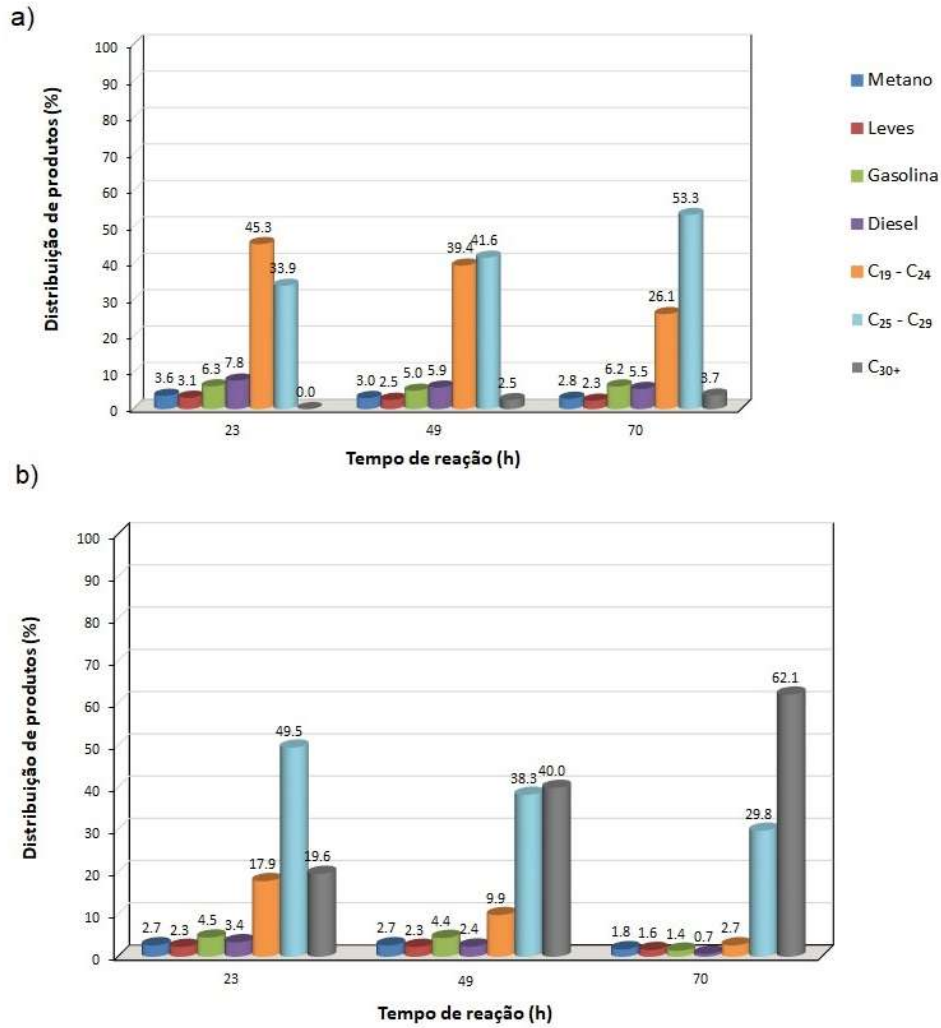 a)
Distribuição de produtos (%)
100
90
80
70
60
50
40
30
20
10
0
3.6 3.1 6.3 7.8 45.3 33.9 0.0
3.0 2.5 5.0 5.9 39.4 41.6 2.5
2.8 2.3 6.2 5.5 26.1 53.3 3.7
23 49 70
Tempo de reação (h)
Metano
Leves
Gasolina
Diesel
C19 - C24
C25 - C29
C30+
b)
Distribuição de produtos (%)
100
90
80
70
60
50
40
30
20
10
0
2.7 2.3 4.5 3.4 17.9 49.5 19.6
2.7 2.3 4.4 2.4 9.9 38.3 40.0
1.8 1.6 1.4 0.7 2.7 29.8 62.1
23 49 70
Tempo de reação (h)